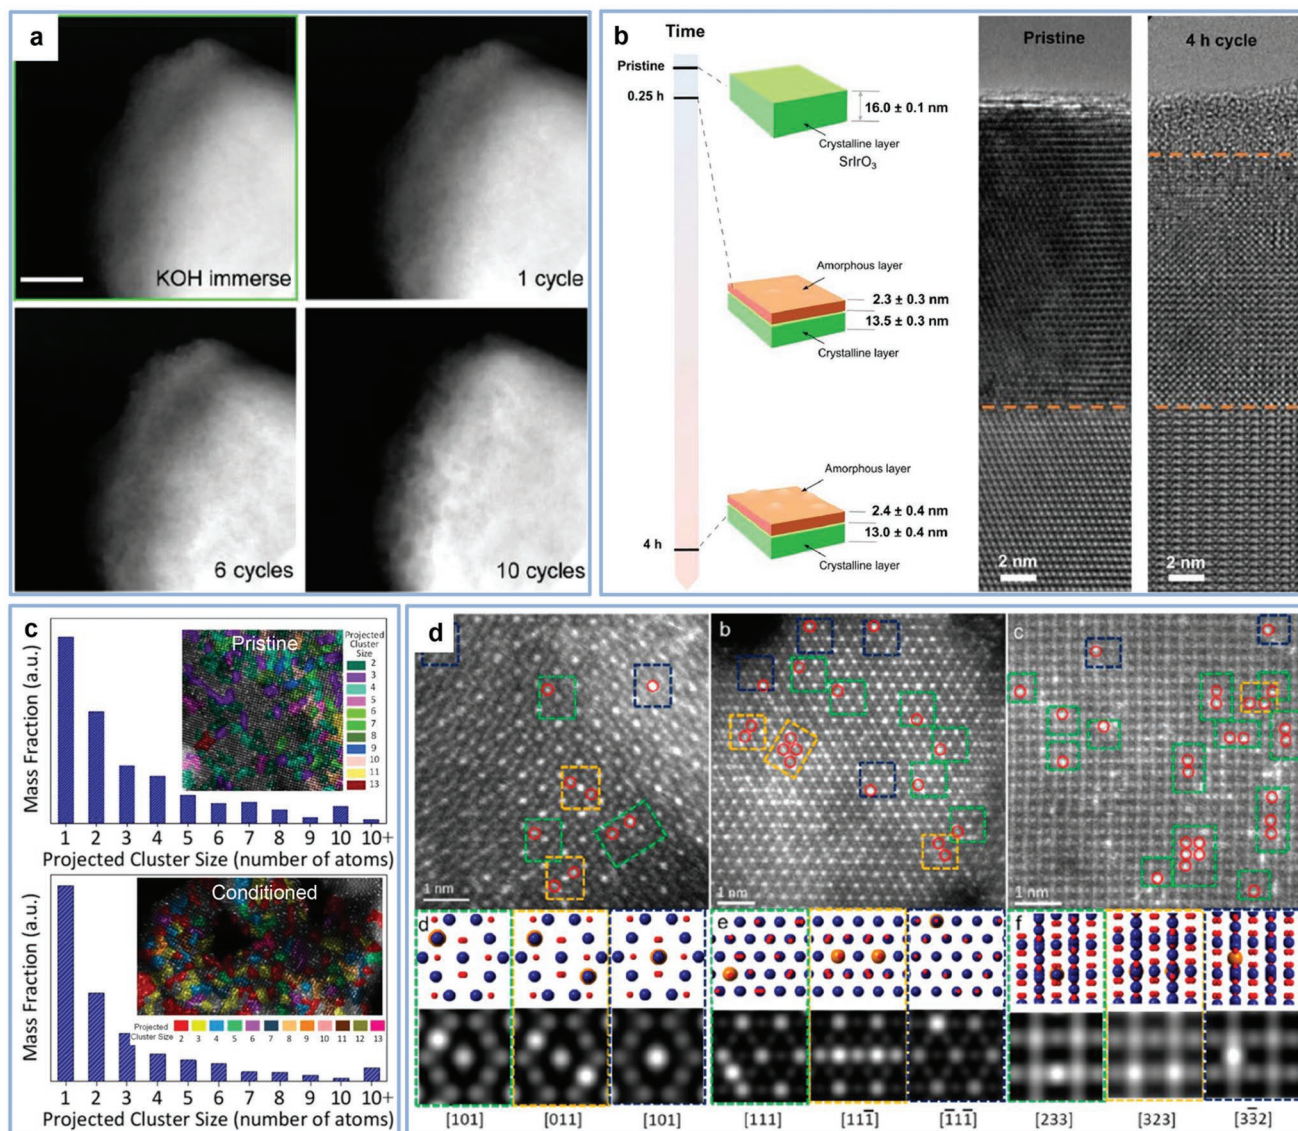 a
KOH immerse
1 cycle
6 cycles
10 cycles
b
Time
Pristine
0.25 h
4 h
16.0 ± 0.1 nm
Crystalline layer
SrIrO3
Amorphous layer
2.3 ± 0.3 nm
13.5 ± 0.3 nm
Crystalline layer
Amorphous layer
2.4 ± 0.4 nm
13.0 ± 0.4 nm
Crystalline layer
Pristine
4 h cycle
2 nm
2 nm
c
Mass Fraction (a.u.)
Pristine
Projected
Cluster
Size
2
3
4
5
6
7
8
9
10
11
13
1 2 3 4 5 6 7 8 9 10 10+
Projected Cluster Size (number of atoms)
Mass Fraction (a.u.)
Conditioned
Projected
Cluster Size
2 3 4 5 6 7 8 9 10 11 12 13
1 2 3 4 5 6 7 8 9 10 10+
Projected Cluster Size (number of atoms)
d
1 nm
b
1 nm
c
1 nm
d
e
f
[101] [011] [101] [111] [111̅] [1̅11̅] [233] [323] [33̅2]